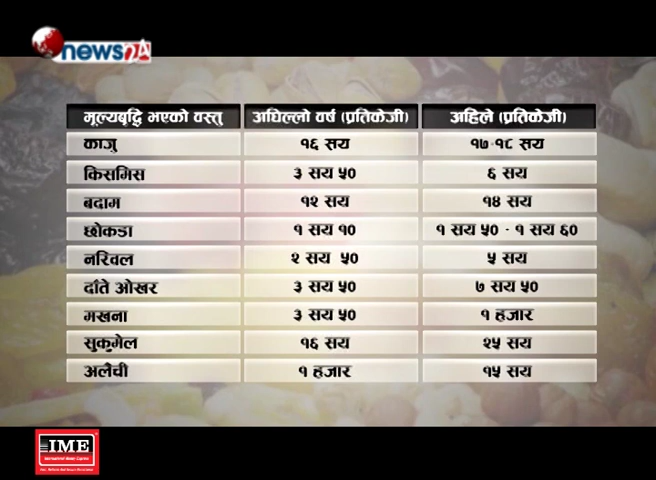 news24
मूल्यबृद्धि भएको वस्तु अघिल्लो वर्ष (प्रतिकेजी) अहिले (प्रतिकेजी)
काजु १६ सय १७-१८ सय
किसमिस ३ सय ५० ६ सय
बदाम १२ सय १४ सय
छोकडा १ सय १० १ सय ५० - १ सय ६०
नरिवल २ सय ५० ५ सय
दाँते ओखर ३ सय ५० ७ सय ५०
मखना ३ सय ५० १ हजार
सुकुमेल १६ सय २५ सय
अलैची १ हजार १५ सय
IME